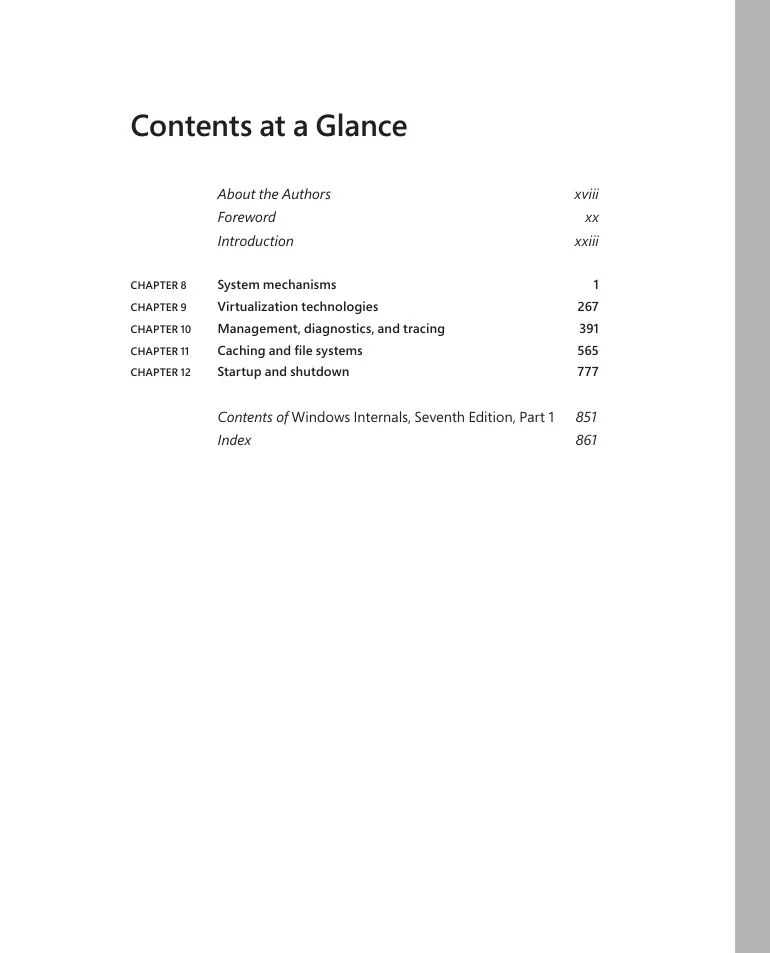 Contents at a Glance
About the Authors xviii
Foreword xx
Introduction xxiii
CHAPTER 8 System mechanisms 1
CHAPTER 9 Virtualization technologies 267
CHAPTER 10 Management, diagnostics, and tracing 391
CHAPTER 11 Caching and file systems 565
CHAPTER 12 Startup and shutdown 777
Contents of Windows Internals, Seventh Edition, Part 1 851
Index 861